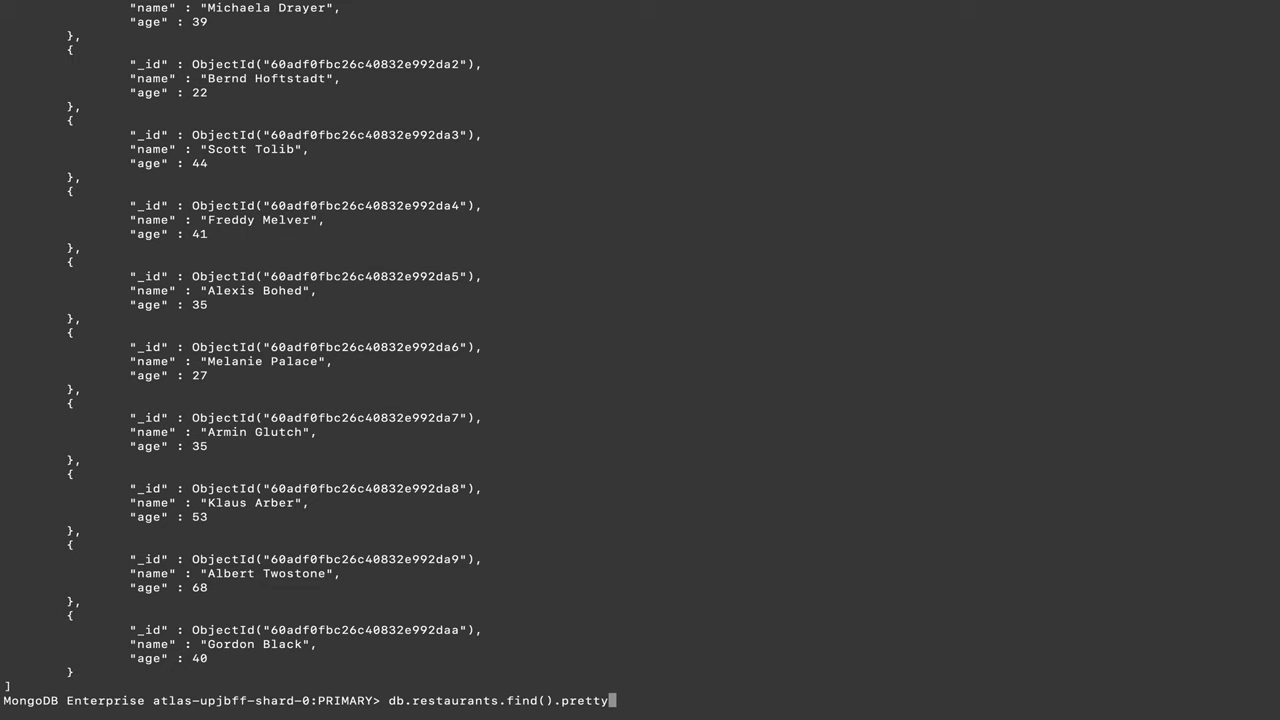 "name" : "Michaela Drayer",
"age" : 39
},
{
"_id" : ObjectId("60adf0fbc26c40832e992da2"),
"name" : "Bernd Hoftstadt",
"age" : 22
},
{
"_id" : ObjectId("60adf0fbc26c40832e992da3"),
"name" : "Scott Tolib",
"age" : 44
},
{
"_id" : ObjectId("60adf0fbc26c40832e992da4"),
"name" : "Freddy Melver",
"age" : 41
},
{
"_id" : ObjectId("60adf0fbc26c40832e992da5"),
"name" : "Alexis Bohed",
"age" : 35
},
{
"_id" : ObjectId("60adf0fbc26c40832e992da6"),
"name" : "Melanie Palace",
"age" : 27
},
{
"_id" : ObjectId("60adf0fbc26c40832e992da7"),
"name" : "Armin Glutch",
"age" : 35
},
{
"_id" : ObjectId("60adf0fbc26c40832e992da8"),
"name" : "Klaus Arber",
"age" : 53
},
{
"_id" : ObjectId("60adf0fbc26c40832e992da9"),
"name" : "Albert Twostone",
"age" : 68
},
{
"_id" : ObjectId("60adf0fbc26c40832e992daa"),
"name" : "Gordon Black",
"age" : 40
}
]
MongoDB Enterprise atlas-upjbff-shard-0:PRIMARY> db.restaurants.find().pretty